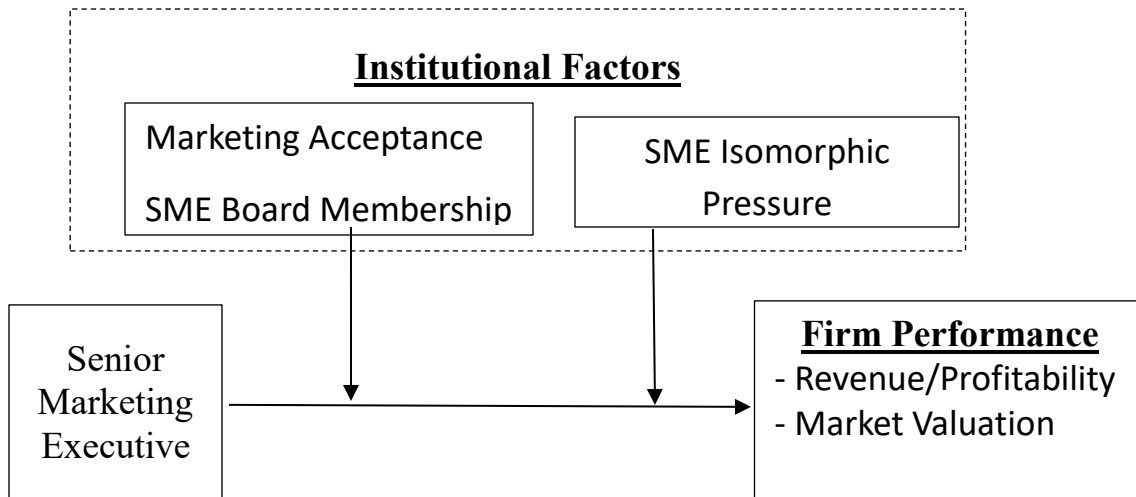 Institutional Factors
Marketing Acceptance
SME Board Membership
SME Isomorphic
Pressure
Senior
Marketing
Executive
Firm Performance
- Revenue/Profitability
- Market Valuation